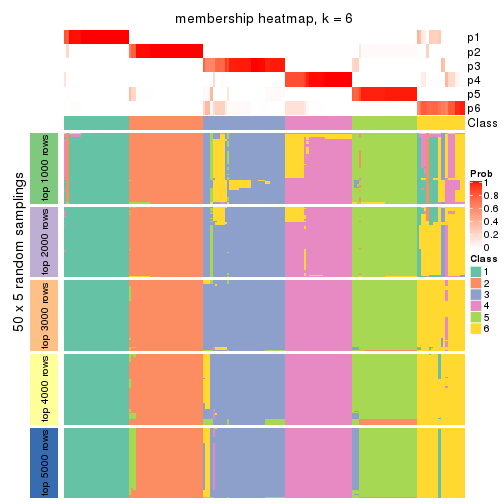 membership heatmap, k = 6
p1
p2
p3
p4
p5
p6
Class
50 x 5 random samplings
top 1000 rows
top 2000 rows
top 3000 rows
top 4000 rows
top 5000 rows
Prob
1
0.8
0.6
0.4
0.2
0
Class
1
2
3
4
5
6